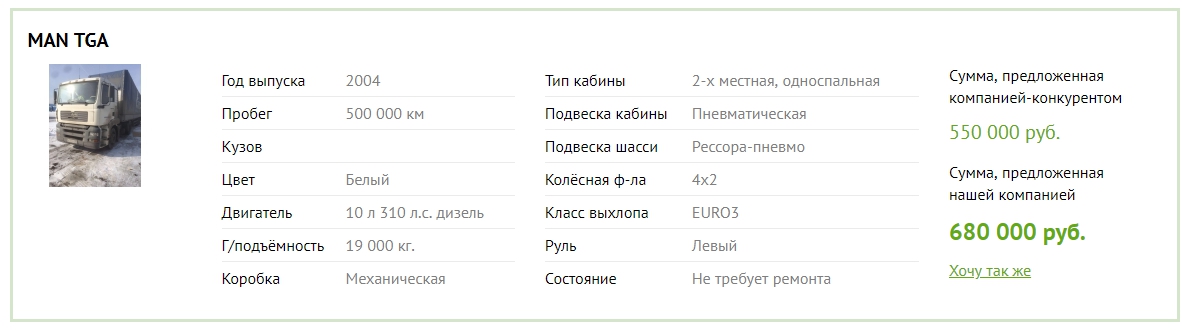 MAN TGA
Год выпуска 2004
Пробег 500 000 км
Кузов
Цвет Белый
Двигатель 10 л 310 л.с. дизель
Г/подъёмность 19 000 кг.
Коробка Механическая
Тип кабины 2-х местная, односпальная
Подвеска кабины Пневматическая
Подвеска шасси Рессора-пневмо
Колёсная ф-ла 4x2
Класс выхлопа EURO3
Руль Левый
Состояние Не требует ремонта
Сумма, предложенная
компанией-конкурентом
550 000 руб.
Сумма, предложенная
нашей компанией
680 000 руб.
Хочу так же